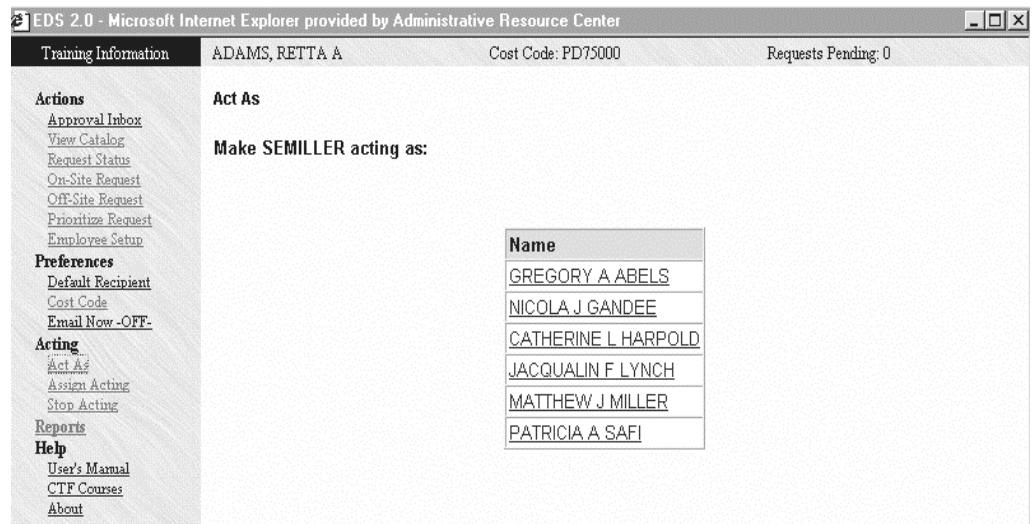 EDS 2.0 - Microsoft Internet Explorer provided by Administrative Resource Center
Training Information
ADAMS, RETTA A
Cost Code: PD75000
Requests Pending: 0
Actions
Approval Inbox
View Catalog
Request Status
On-Site Request
Off-Site Request
Prioritize Request
Employee Setup
Preferences
Default Recipient
Cost Code
Email Now -OFF-
Acting
Act As
Assign Acting
Stop Acting
Reports
Help
User's Manual
CTF Courses
About
Act As
Make SEMILLER acting as:
Name
GREGORY A ABELS
NICOLA J GANDEE
CATHERINE L HARPOLD
JACQUALIN F LYNCH
MATTHEW J MILLER
PATRICIA A SAFI